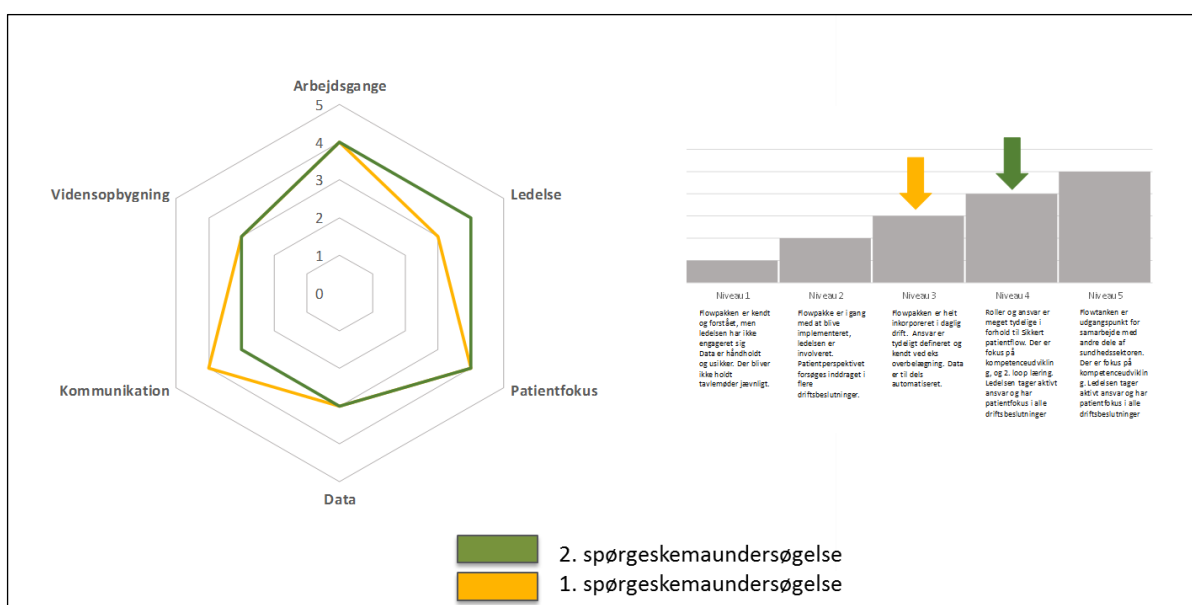 Arbejdsgange
5
4
3
2
1
0
Ledelse
Patientfokus
Data
Kommunikation
Vidensopbygning
Niveau 1
Niveau 2
Niveau 3
Niveau 4
Niveau 5
Flowpakken er kendt
og forstået, men
ledelsen har ikke
engageret sig
Data er håndholdt
og usikker. Der bliver
ikke holdt
tavlemøder jævnligt.
Flowpakke er i gang
med at blive
implementeret,
ledelsen er
involveret.
Patientperspektivet
forsøges inddraget i
flere
driftsbeslutninger.
Flowpakken er helt
inkorporeret i daglig
drift. Ansvar er
tydeligt defineret og
kendt ved eks
overbelægning. Data
er til dels
automatiseret.
Roller og ansvar er
meget tydelige i
forhold til Sikkert
patientflow. Der er
fokus på
kompetenceudviklin
g, og 2. loop læring.
Ledelsen tager aktivt
ansvar og har
patientfokus i alle
driftsbeslutninger
Flowtanken er
udgangspunkt for
samarbejde med
andre dele af
sundhedssektoren.
Der er fokus på
kompetenceudviklin
g. Ledelsen tager
aktivt ansvar og har
patientfokus i alle
driftsbeslutninger
2. spørgeskemaundersøgelse
1. spørgeskemaundersøgelse